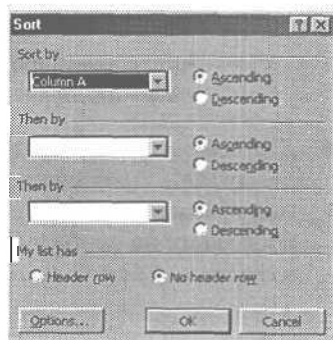 Sort
Sort by
Column A
Ascending
Descending
Then by
Ascending
Descending
Then by
Ascending
Descending
My list has
Header row
No header row
Options...
OK
Cancel